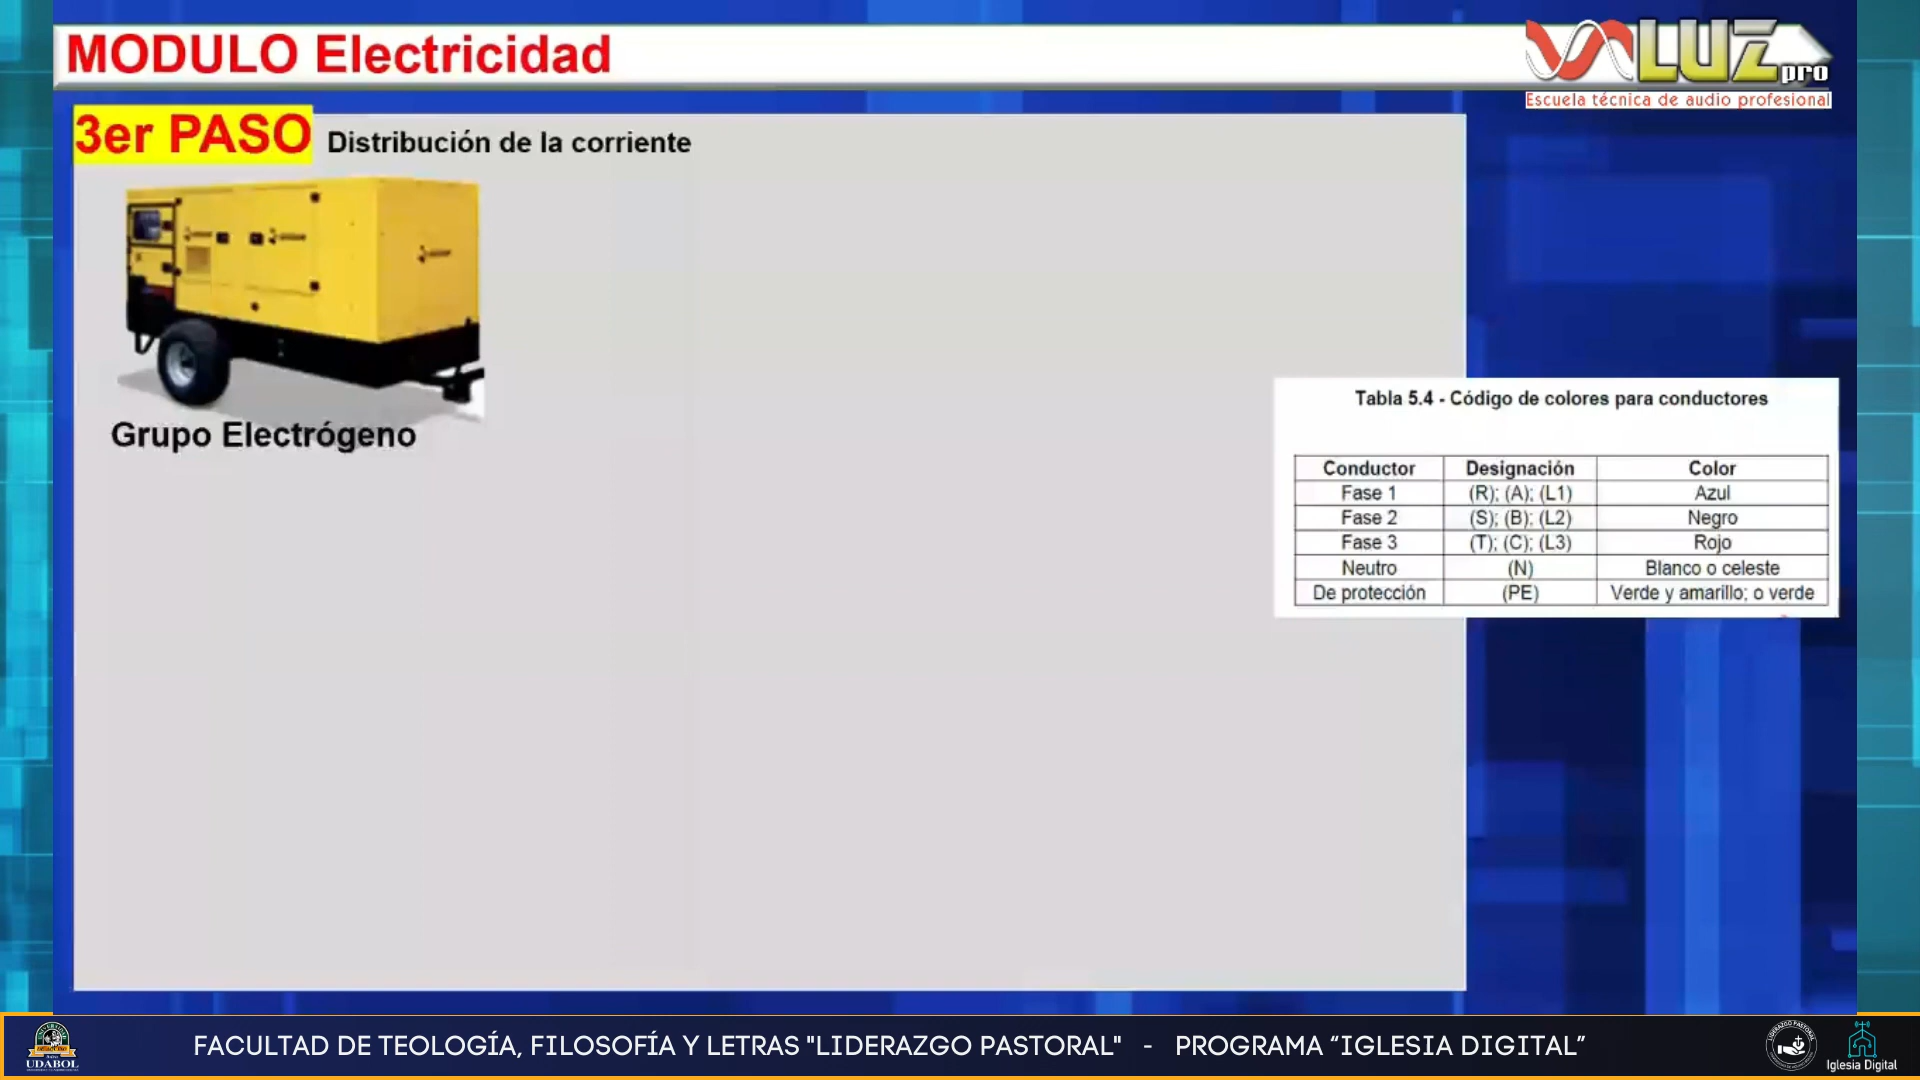 MODULO Electricidad
LUZ pro
Escuela técnica de audio profesional
3er PASO Distribución de la corriente
Grupo Electrógeno
Tabla 5.4 - Código de colores para conductores
Conductor Designación Color
Fase 1 (R); (A); (L1) Azul
Fase 2 (S); (B); (L2) Negro
Fase 3 (T); (C); (L3) Rojo
Neutro (N) Blanco o celeste
De protección (PE) Verde y amarillo; o verde
UDABOL
FACULTAD DE TEOLOGÍA, FILOSOFÍA Y LETRAS "LIDERAZGO PASTORAL" - PROGRAMA “IGLESIA DIGITAL”
LIDERAZGO PASTORAL
Iglesia Digital